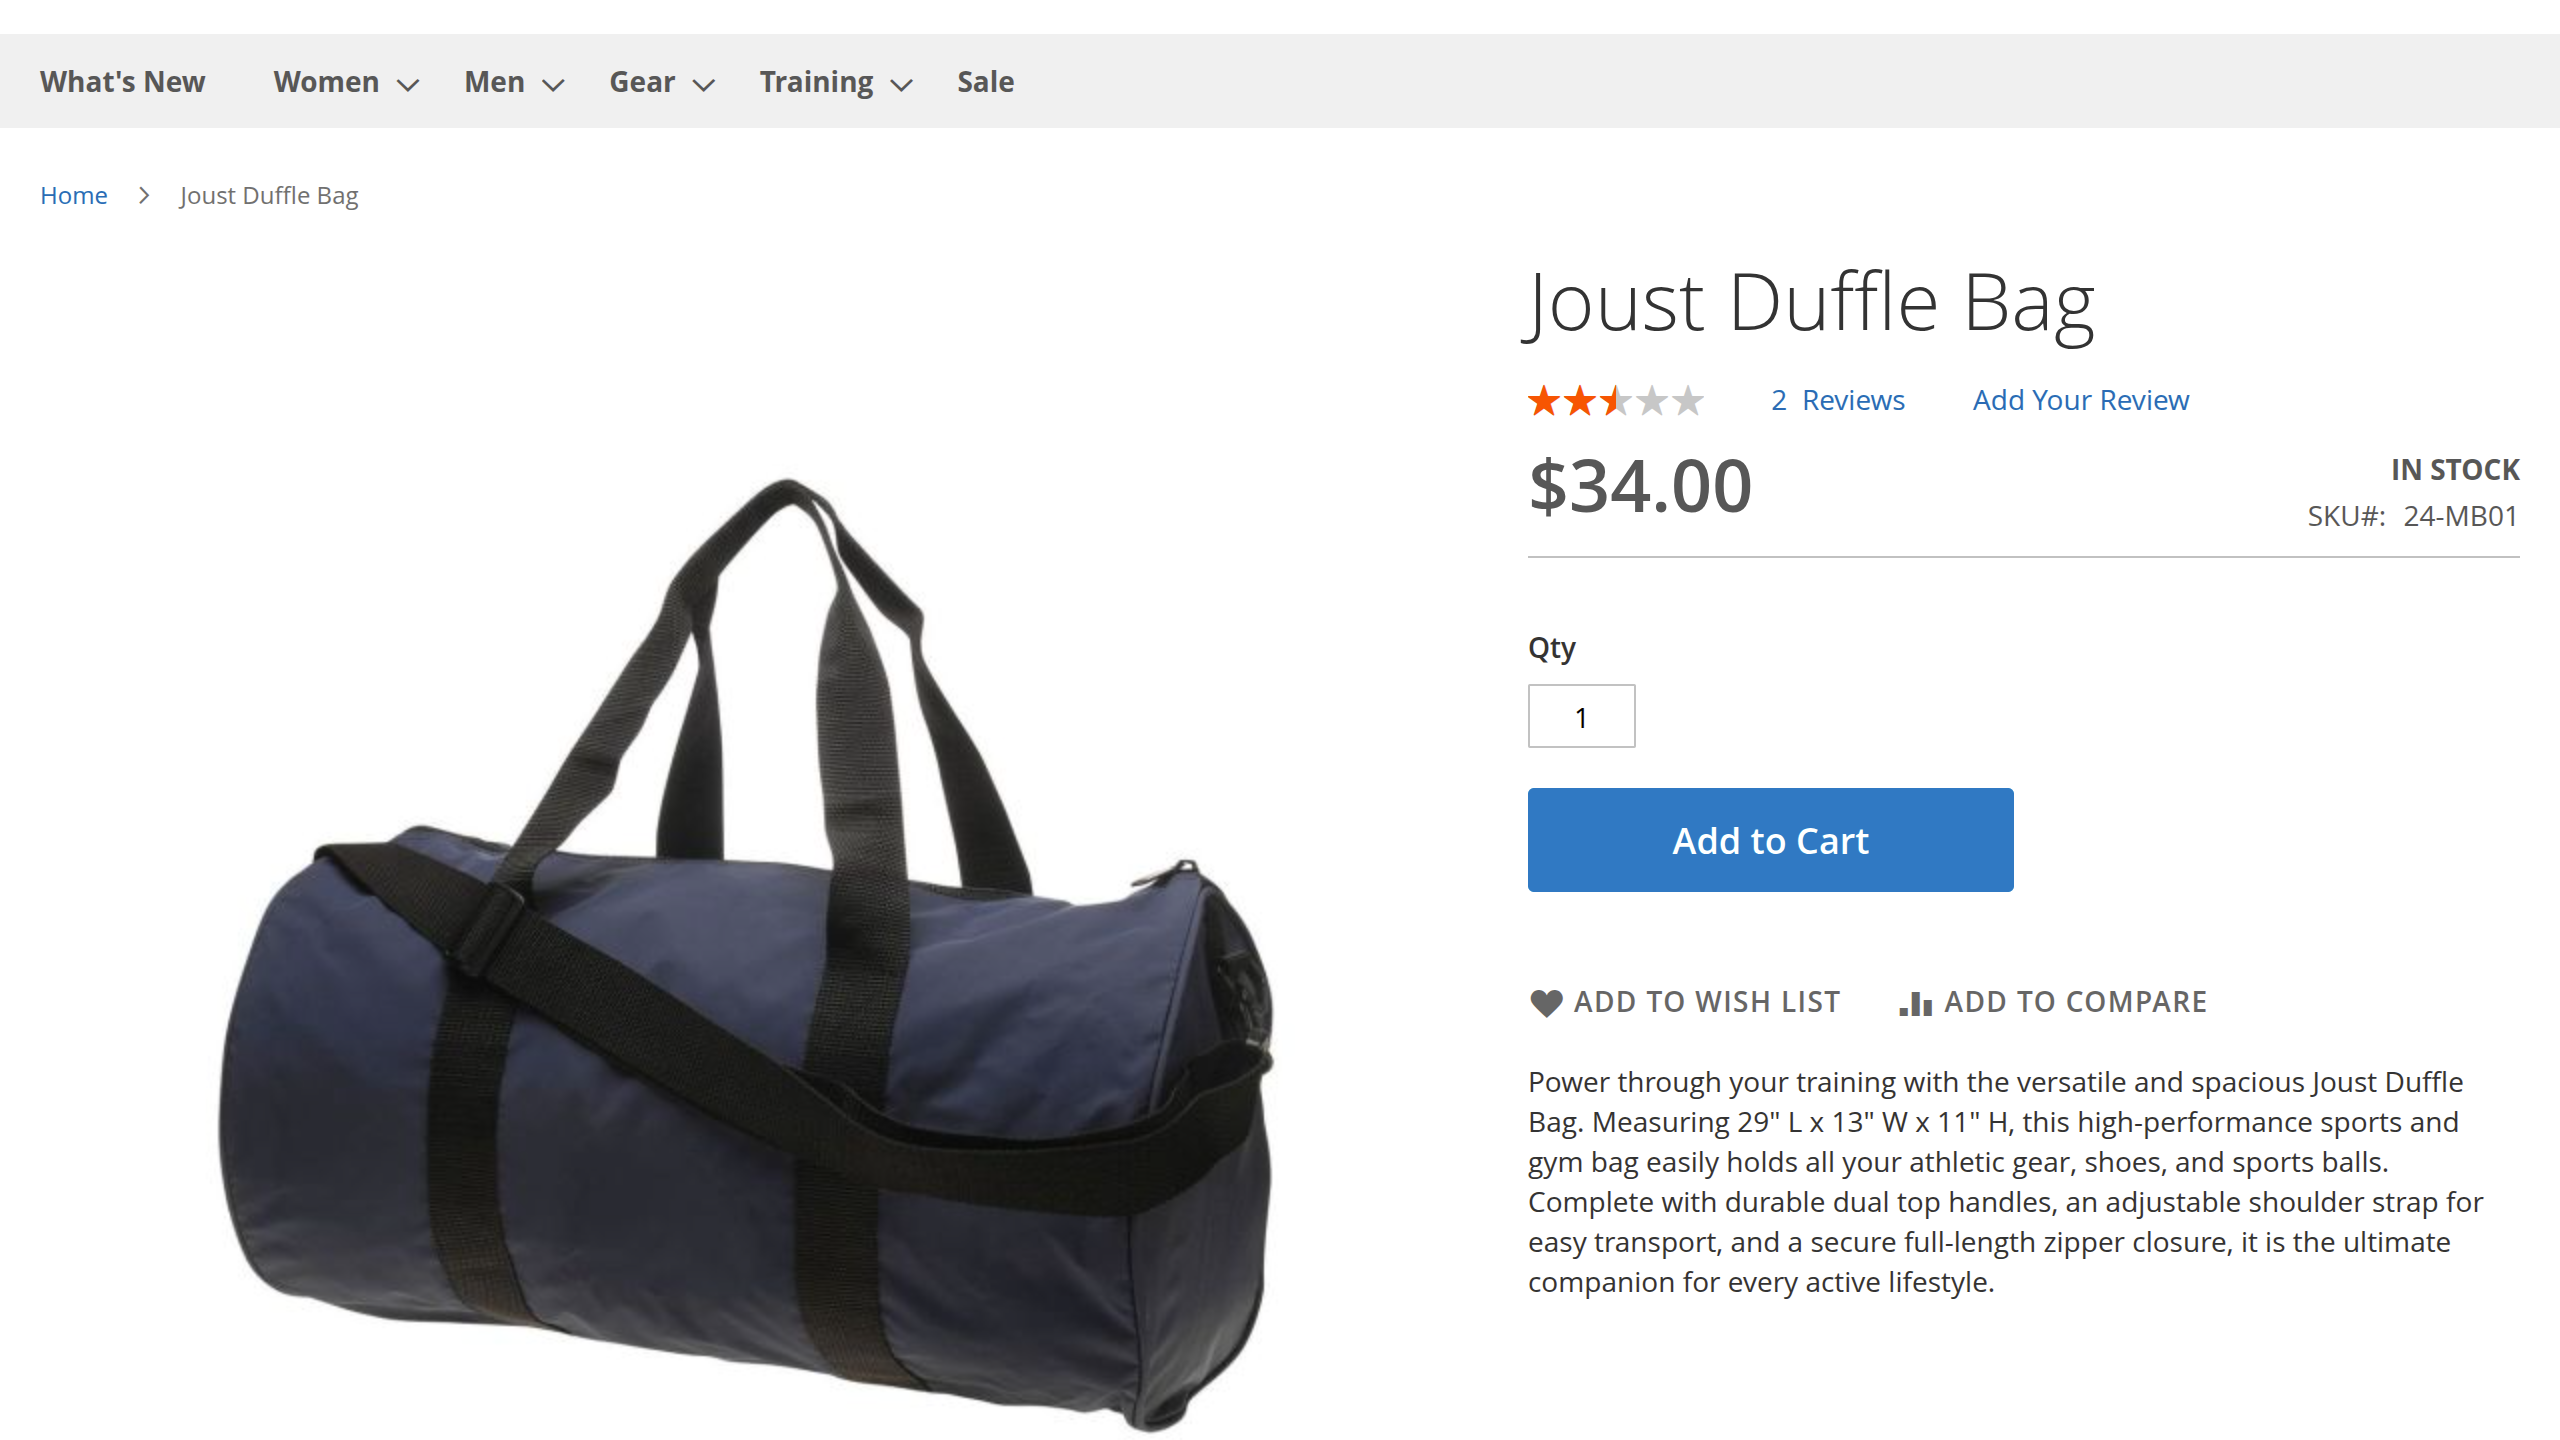 What's New Women Men Gear Training Sale
Home Joust Duffle Bag
Joust Duffle Bag
2 Reviews Add Your Review
$34.00
IN STOCK
SKU#: 24-MB01
Qty
1
Add to Cart
ADD TO WISH LIST ADD TO COMPARE
Power through your training with the versatile and spacious Joust Duffle
Bag. Measuring 29" L x 13" W x 11" H, this high-performance sports and
gym bag easily holds all your athletic gear, shoes, and sports balls.
Complete with durable dual top handles, an adjustable shoulder strap for
easy transport, and a secure full-length zipper closure, it is the ultimate
companion for every active lifestyle.